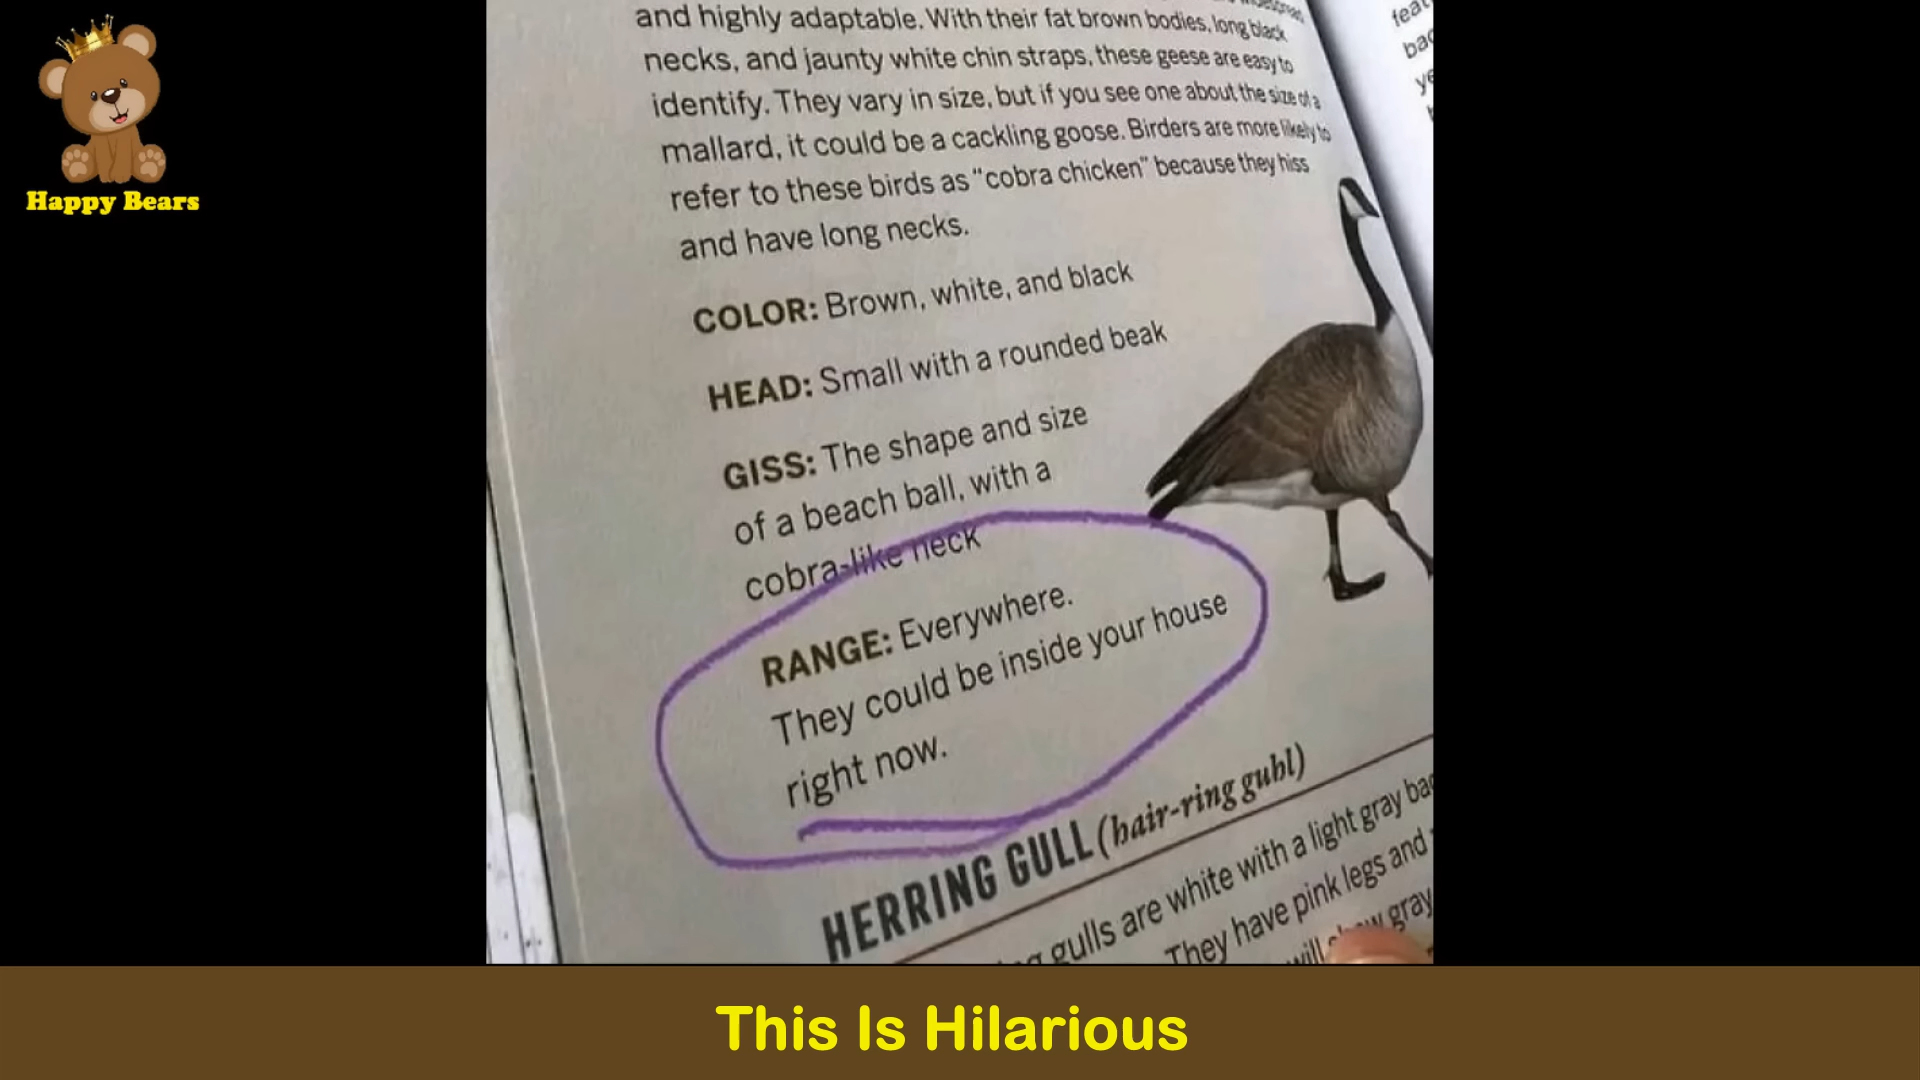 Happy Bears
and highly adaptable. With their fat brown bodies, long black
necks, and jaunty white chin straps, these geese are easy to
identify. They vary in size, but if you see one about the size of a
mallard, it could be a cackling goose. Birders are more likely to
refer to these birds as “cobra chicken” because they hiss
and have long necks.
COLOR: Brown, white, and black
HEAD: Small with a rounded beak
GISS: The shape and size
of a beach ball, with a
cobra-like neck
RANGE: Everywhere.
They could be inside your house
right now.
HERRING GULL (hair-ring guhl)
gulls are white with a light gray
They have pink legs and
will gray
This Is Hilarious